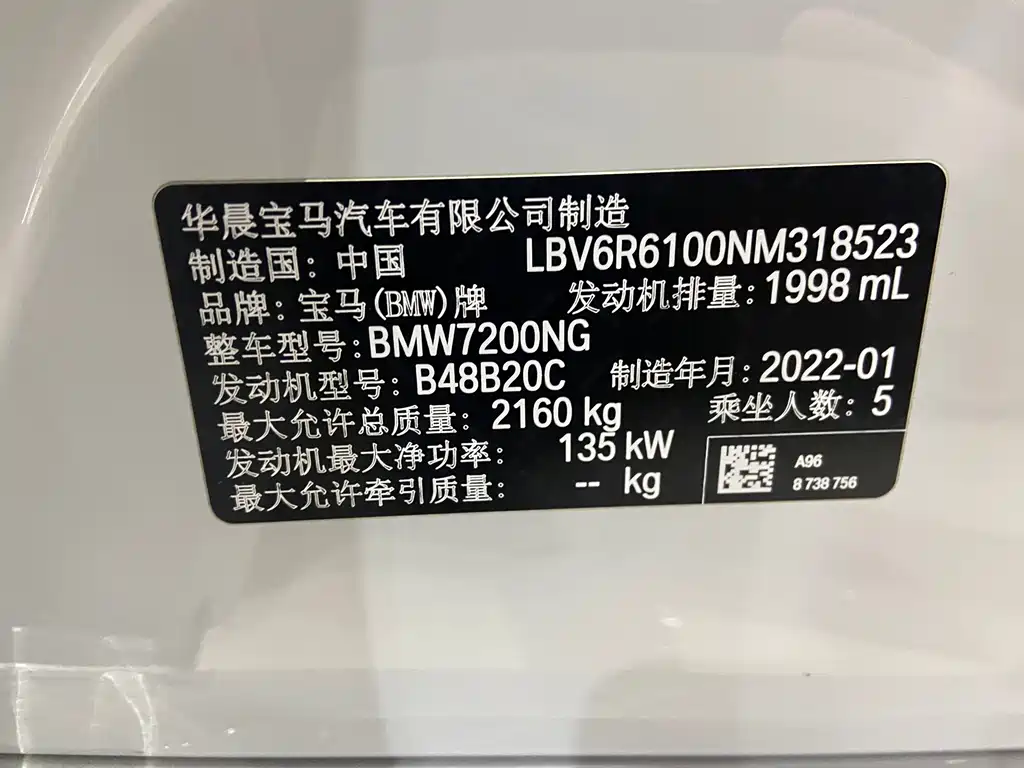 华晨宝马汽车有限公司制造
制造国：中国 LBV6R6100NM318523
品牌：宝马(BMW)牌 发动机排量：1998 mL
整车型号:BMW7200NG
发动机型号：B48B20C 制造年月：2022-01
最大允许总质量：2160 kg 乘坐人数：5
发动机最大净功率：135 kW
最大允许牵引质量： -- kg
A96
8 738 756